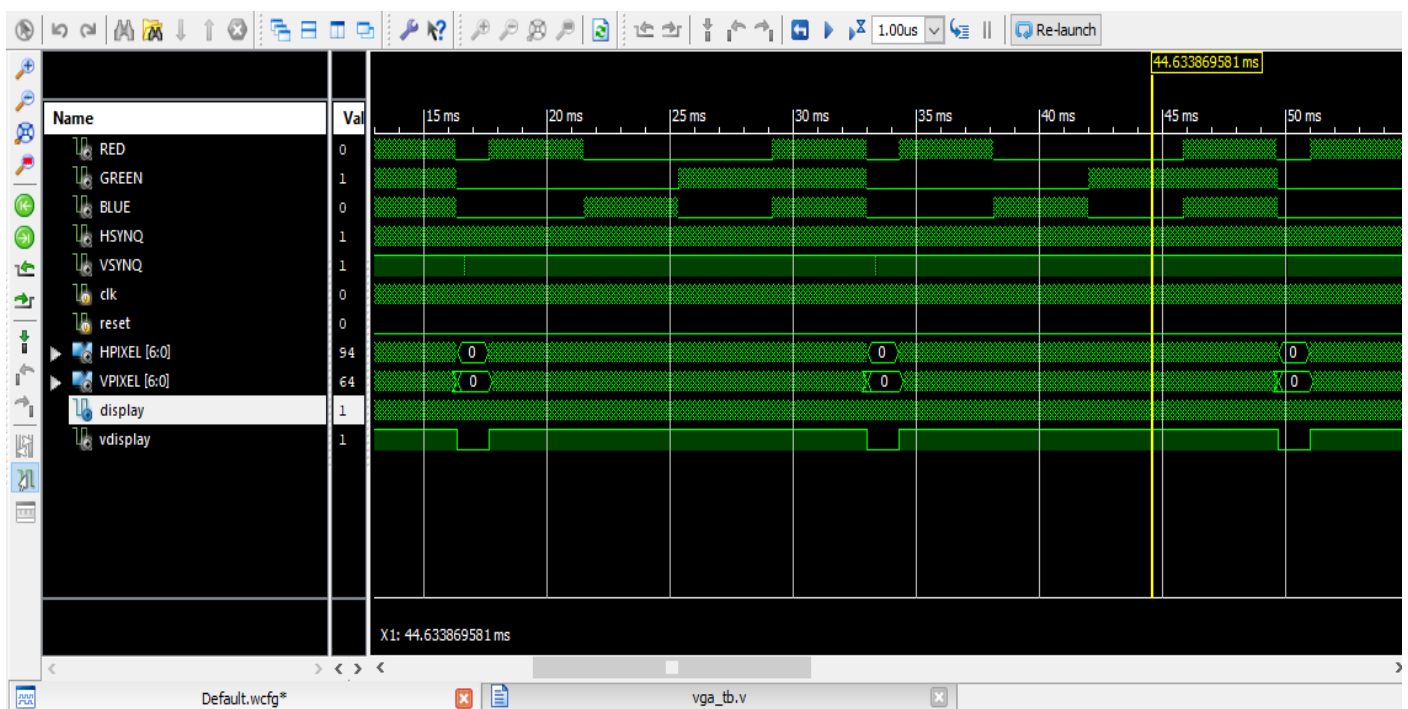 1.00us
Re-launch
44.633869581 ms
Name Val
15 ms 20 ms 25 ms 30 ms 35 ms 40 ms 45 ms 50 ms
RED 0
GREEN 1
BLUE 0
HSYNQ 1
VSYNQ 1
clk 0
reset 0
HPIXEL [6:0] 94 0 0 0
VPIXEL [6:0] 64 0 0 0
display 1
vdisplay 1
X1: 44.633869581 ms
Default.wcfg* vga_tb.v